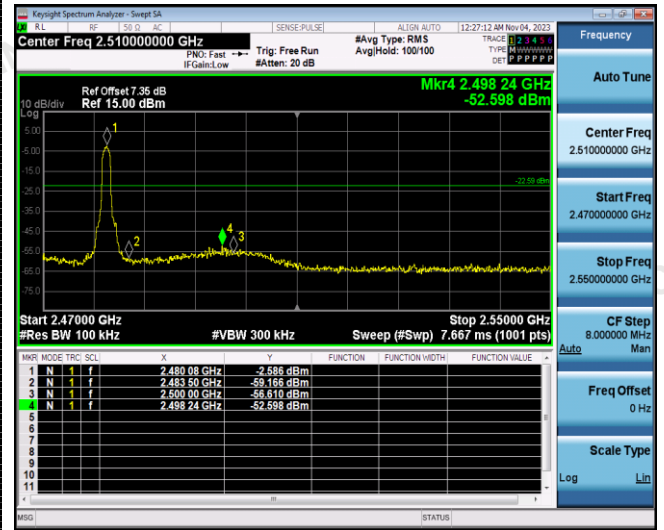 Keysight Spectrum Analyzer - Swept SA
RL RF 50 Ω AC SENSE:PULSE ALIGN AUTO 12:27:12 AM Nov 04, 2023
Center Freq 2.510000000 GHz
PNO: Fast
IFGain:Low
Trig: Free Run
#Atten: 20 dB
#Avg Type: RMS
Avg|Hold: 100/100
TRACE 1 2 3 4 5 6
TYPE M WWWWW
DET P P P P P P
Mkr4 2.498 24 GHz
-52.598 dBm
Ref Offset 7.35 dB
10 dB/div Ref 15.00 dBm
Log
5.00
-5.00
-15.0
-25.0
-35.0
-45.0
-55.0
-65.0
-75.0
1
2
4
3
-22.59 dBm
Start 2.47000 GHz Stop 2.55000 GHz
#Res BW 100 kHz #VBW 300 kHz Sweep (#Swp) 7.667 ms (1001 pts)
MKR MODE TRC SCL X Y FUNCTION FUNCTION WIDTH FUNCTION VALUE
1 N 1 f 2.480 08 GHz -2.586 dBm
2 N 1 f 2.483 50 GHz -59.166 dBm
3 N 1 f 2.500 00 GHz -56.610 dBm
4 N 1 f 2.498 24 GHz -52.598 dBm
5
6
7
8
9
10
11
MSG STATUS
Frequency
Auto Tune
Center Freq
2.510000000 GHz
Start Freq
2.470000000 GHz
Stop Freq
2.550000000 GHz
CF Step
8.000000 MHz
Auto Man
Freq Offset
0 Hz
Scale Type
Log Lin